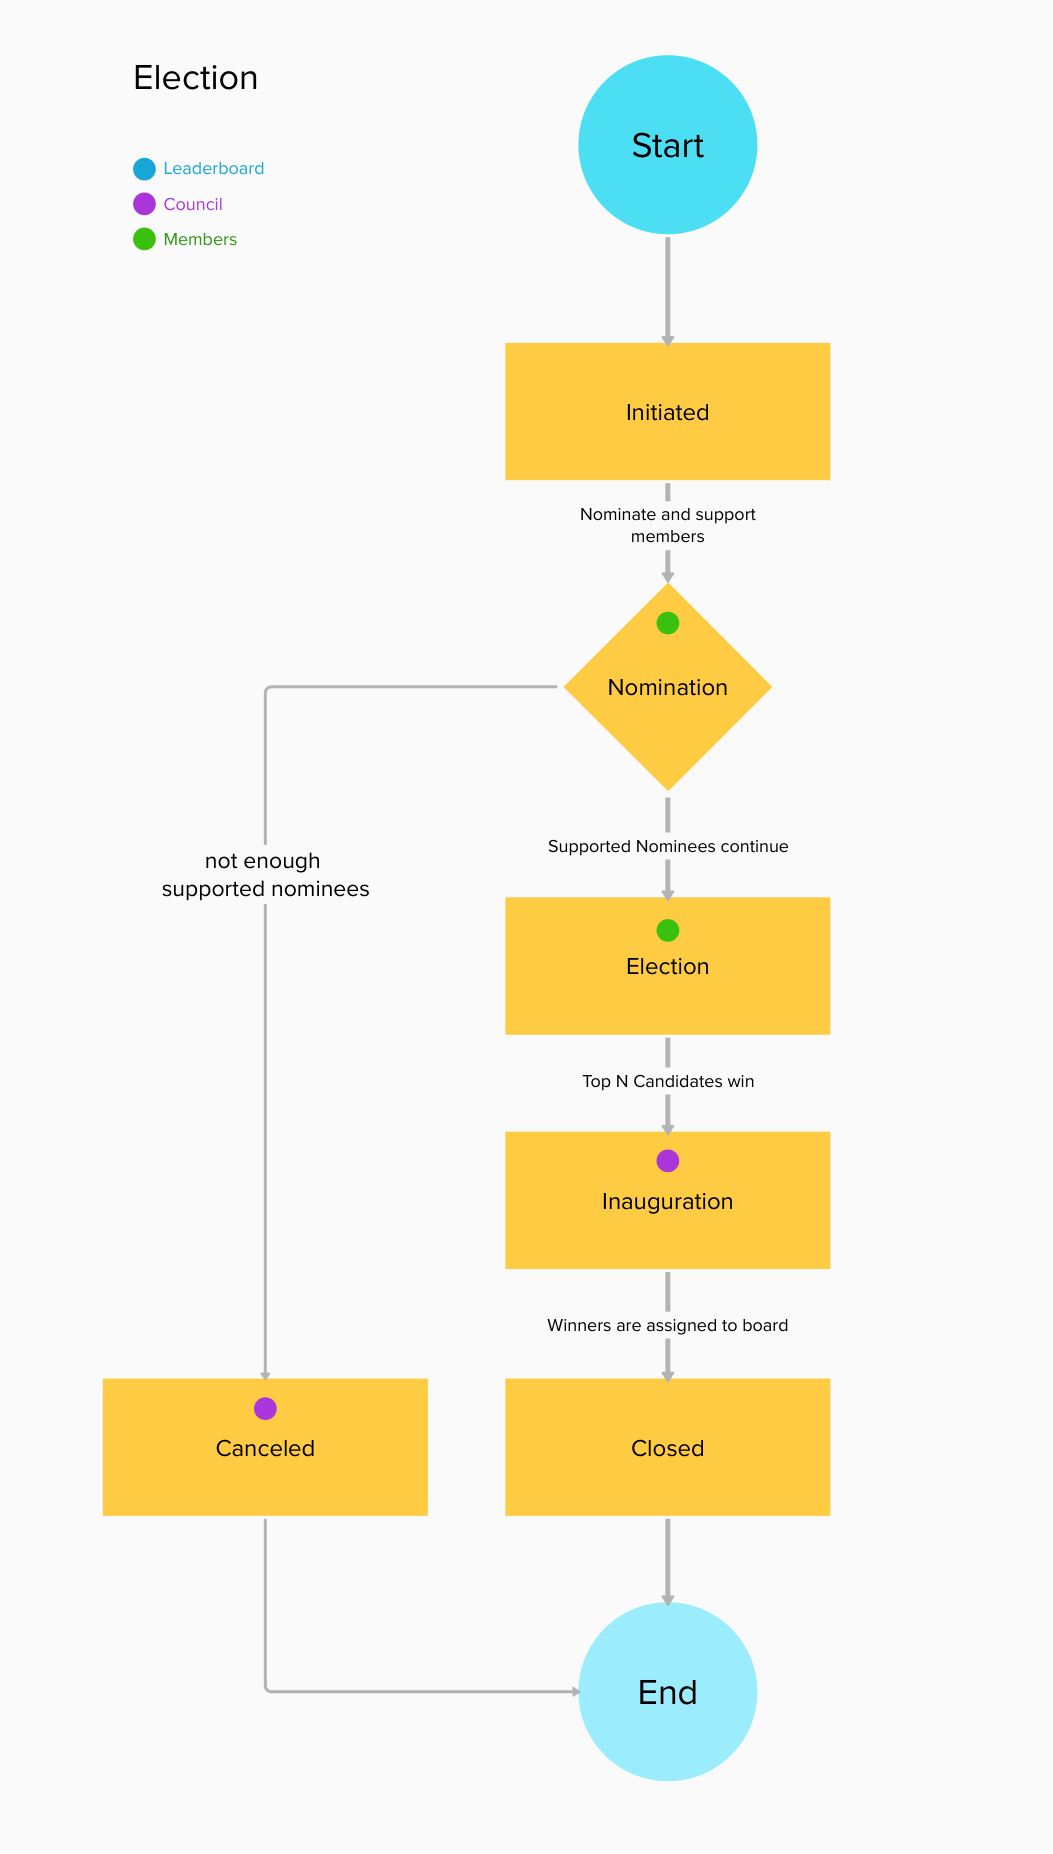 Election
Leaderboard
Council
Members
Start
Initiated
Nominate and support
members
Nomination
not enough
supported nominees
Supported Nominees continue
Election
Top N Candidates win
Inauguration
Winners are assigned to board
Canceled
Closed
End